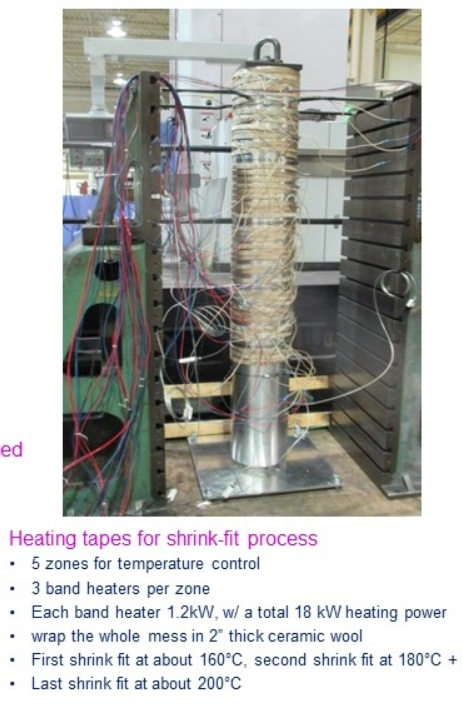 ed
Heating tapes for shrink-fit process
• 5 zones for temperature control
• 3 band heaters per zone
• Each band heater 1.2kW, w/ a total 18 kW heating power
• wrap the whole mess in 2” thick ceramic wool
• First shrink fit at about 160°C, second shrink fit at 180°C +
• Last shrink fit at about 200°C